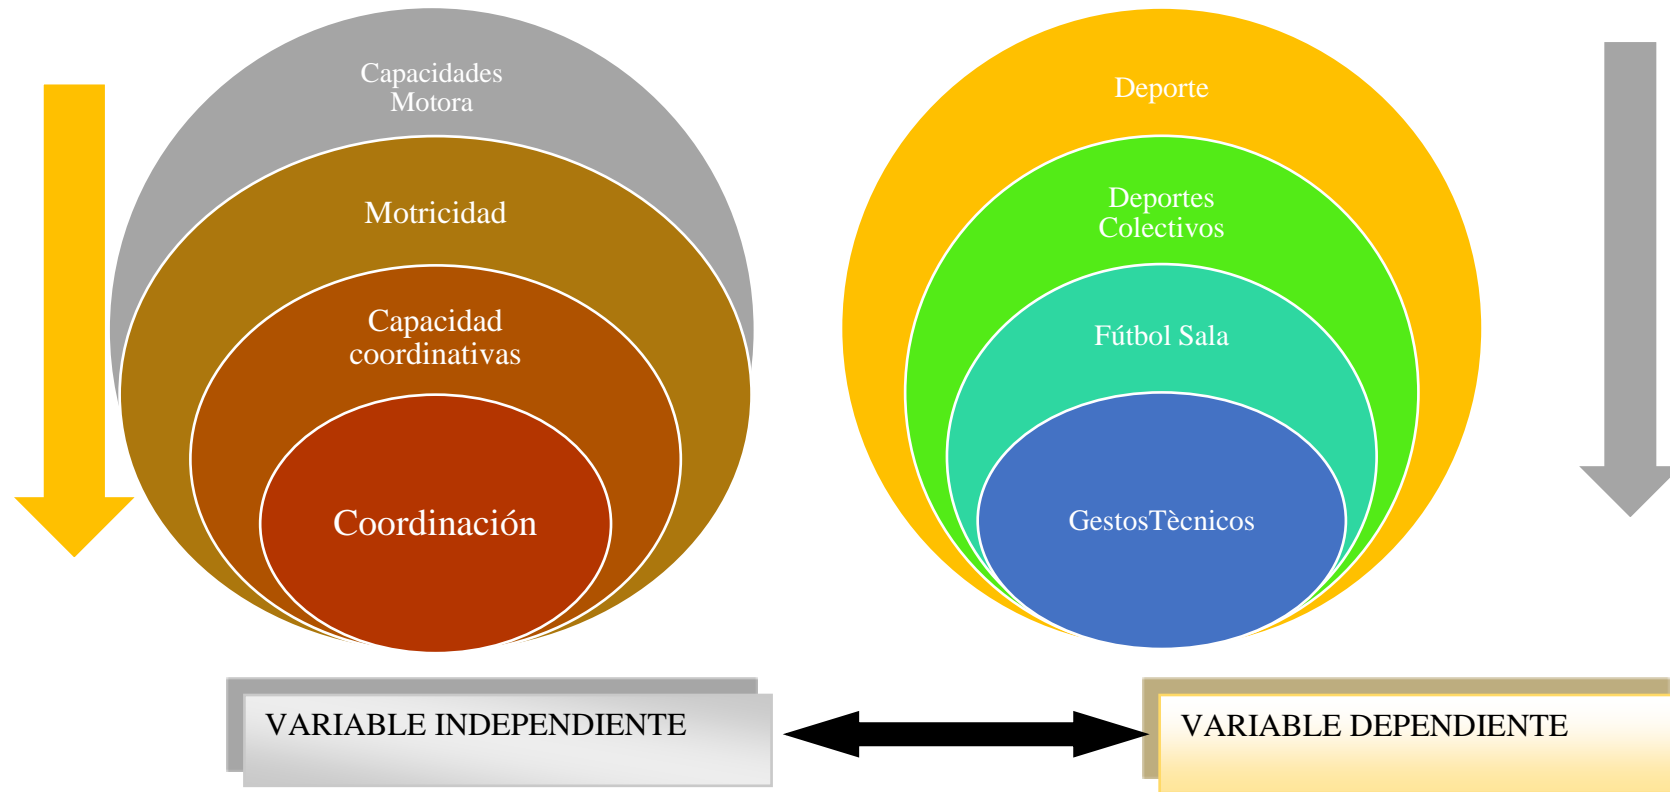 Capacidades
Motora
Motricidad
Capacidad
coordinativas
Coordinación
Deporte
Deportes
Colectivos
Fútbol Sala
GestosTècnicos
VARIABLE INDEPENDIENTE
VARIABLE DEPENDIENTE